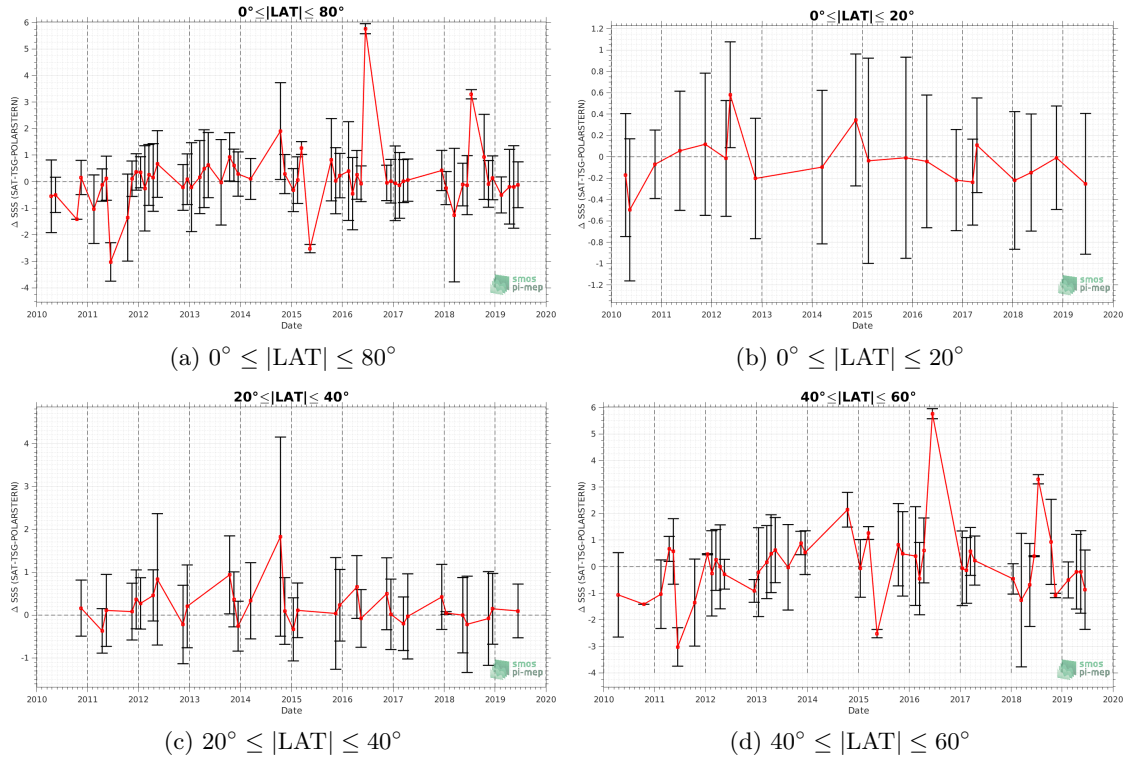 0°≤|LAT|≤ 80°
Δ SSS (SAT-TSG-POLARSTERN)
6
5
4
3
2
1
0
-1
-2
-3
-4
2010 2011 2012 2013 2014 2015 2016 2017 2018 2019 2020
Date
smos
pi-mep
(a) 0° ≤ |LAT| ≤ 80°
0°≤|LAT|≤ 20°
Δ SSS (SAT-TSG-POLARSTERN)
1.2
1
0.8
0.6
0.4
0.2
0
-0.2
-0.4
-0.6
-0.8
-1
-1.2
2010 2011 2012 2013 2014 2015 2016 2017 2018 2019 2020
Date
smos
pi-mep
(b) 0° ≤ |LAT| ≤ 20°
20°≤|LAT|≤ 40°
Δ SSS (SAT-TSG-POLARSTERN)
4
3
2
1
0
-1
2010 2011 2012 2013 2014 2015 2016 2017 2018 2019 2020
Date
smos
pi-mep
(c) 20° ≤ |LAT| ≤ 40°
40°≤|LAT|≤ 60°
Δ SSS (SAT-TSG-POLARSTERN)
6
5
4
3
2
1
0
-1
-2
-3
-4
2010 2011 2012 2013 2014 2015 2016 2017 2018 2019 2020
Date
smos
pi-mep
(d) 40° ≤ |LAT| ≤ 60°